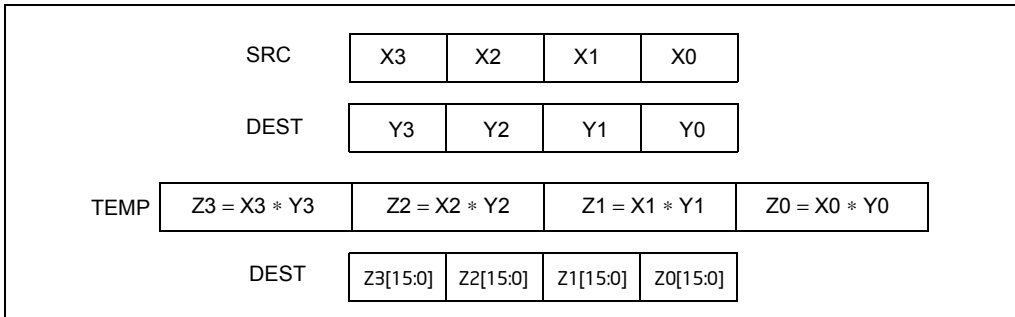 SRC X3 X2 X1 X0
DEST Y3 Y2 Y1 Y0
TEMP Z3 = X3 ∗ Y3 Z2 = X2 ∗ Y2 Z1 = X1 ∗ Y1 Z0 = X0 ∗ Y0
DEST Z3[15:0] Z2[15:0] Z1[15:0] Z0[15:0]